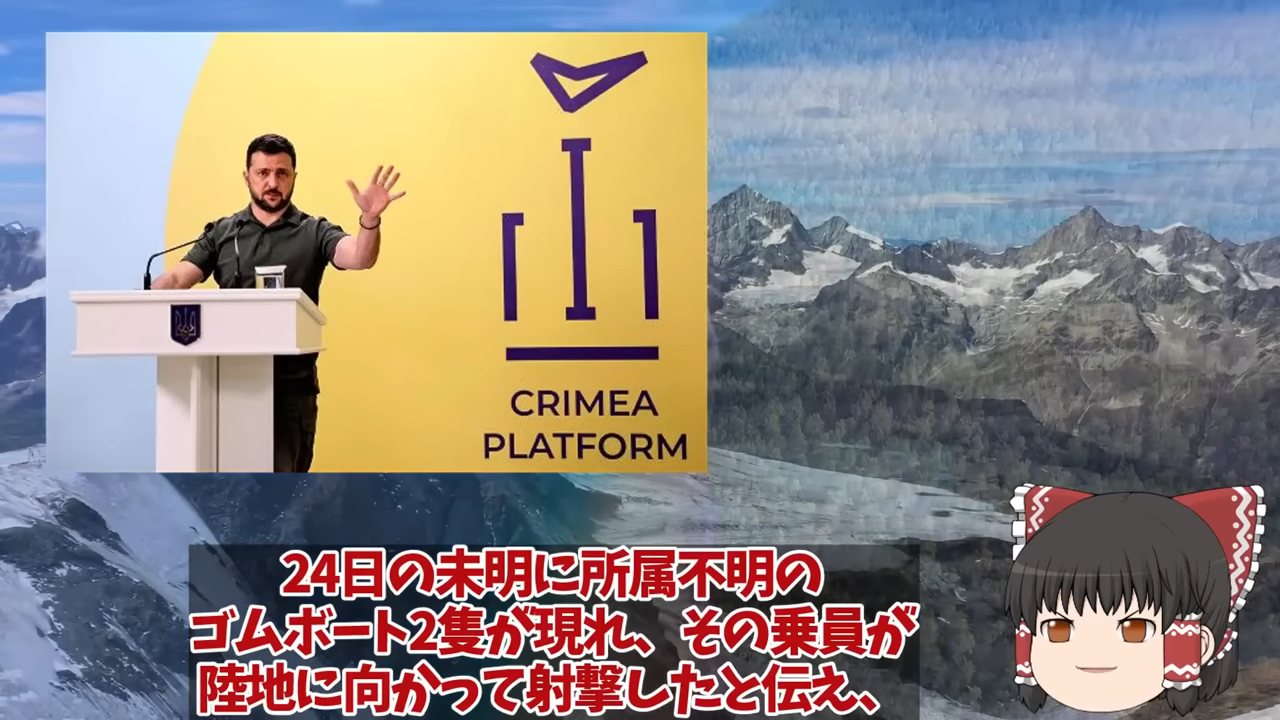 CRIMEA
PLATFORM
24日の未明に所属不明の
ゴムボート2隻が現れ、その乗員が
陸地に向かって射撃したと伝え、